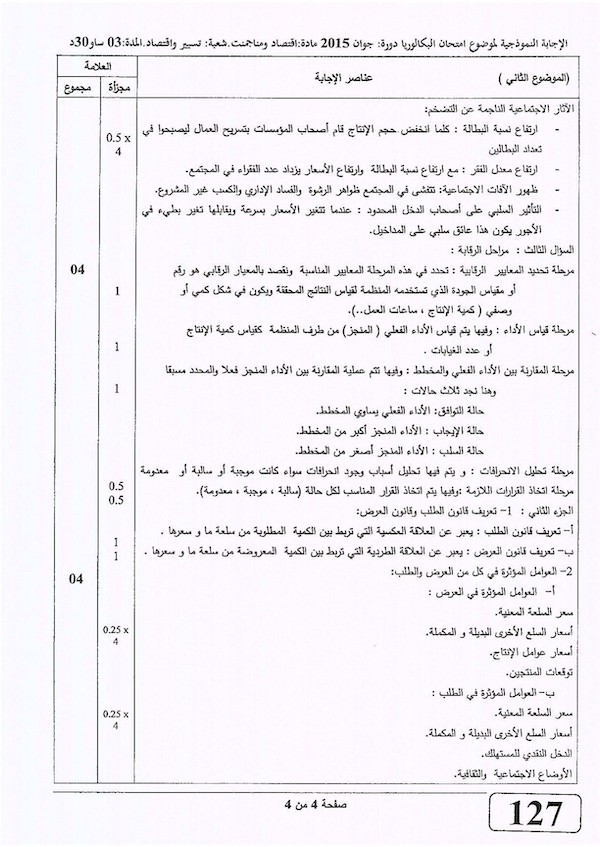 الإجابة النموذجية لموضوع امتحان البكالوريا دورة: جوان 2015 مادة:اقتصاد ومناجمنت.شعبة: تسيير واقتصاد.المدة:03 ساو30د
العلامة
(الموضوع الثاني ) عناصر الإجابة
مجزأة مجموع
الآثار الاجتماعية الناجمة عن التضخم:
- ارتفاع نسبة البطالة : كلما انخفض حجم الإنتاج قام أصحاب المؤسسات بتسريح العمال ليصبحوا في
0.5 x
4
تعداد البطالين
- ارتفاع معدل الفقر : مع ارتفاع نسبة البطالة وارتفاع الأسعار يزداد عدد الفقراء في المجتمع.
- ظهور الآفات الاجتماعية: تتفشى في المجتمع ظواهر الرشوة والفساد الإداري والكسب غير المشروع.
- التأثير السلبي على أصحاب الدخل المحدود : عندما تتغير الأسعار بسرعة ويقابلها تغير بطيء في
الأجور يكون هذا عائق سلبي على المداخيل.
السؤال الثالث : مراحل الرقابة :
مرحلة تحديد المعايير الرقابية : تحدد في هذه المرحلة المعايير المناسبة ونقصد بالمعيار الرقابي هو رقم
04
أو مقياس الجودة الذي تستخدمه المنظمة لقياس النتائج المحققة ويكون في شكل كمي أو
1
وصفي ( كمية الإنتاج ، ساعات العمل..).
مرحلة قياس الأداء : وفيها يتم قياس الأداء الفعلي ( المنجز) من طرف المنظمة كقياس كمية الإنتاج
أو عدد الغيابات .
1
مرحلة المقارنة بين الأداء الفعلي والمخطط : وفيها تتم عملية المقارنة بين الأداء المنجز فعلا والمحدد مسبقا
وهنا نجد ثلاث حالات :
1
حالة التوافق: الأداء الفعلي يساوي المخطط.
حالة الإيجاب : الأداء المنجز أكبر من المخطط.
حالة السلب : الأداء المنجز أصغر من المخطط.
مرحلة تحليل الانحرافات : و يتم فيها تحليل أسباب وجود انحرافات سواء كانت موجبة أو سالبة أو معدومة
0.5
مرحلة اتخاذ القرارات اللازمة :وفيها يتم اتخاذ القرار المناسب لكل حالة (سالبة ، موجبة ، معدومة).
0.5
الجزء الثاني : 1- تعريف قانون الطلب وقانون العرض:
أ- تعريف قانون الطلب : يعبر عن العلاقة العكسية التي تربط بين الكمية المطلوبة من سلعة ما و سعرها .
1
ب- تعريف قانون العرض : يعبر عن العلاقة الطردية التي تربط بين الكمية المعروضة من سلعة ما و سعرها .
1
2- العوامل المؤثرة في كل من العرض والطلب:
04
أ- العوامل المؤثرة في العرض :
سعر السلعة المعنية.
أسعار السلع الأخرى البديلة و المكملة.
0.25 x
4
أسعار عوامل الإنتاج.
توقعات المنتجين.
ب- العوامل المؤثرة في الطلب :
سعر السلعة المعنية.
0.25 x
4
أسعار السلع الأخرى البديلة و المكملة.
الدخل النقدي للمستهلك.
الأوضاع الاجتماعية والثقافية.
صفحة 4 من 4
127